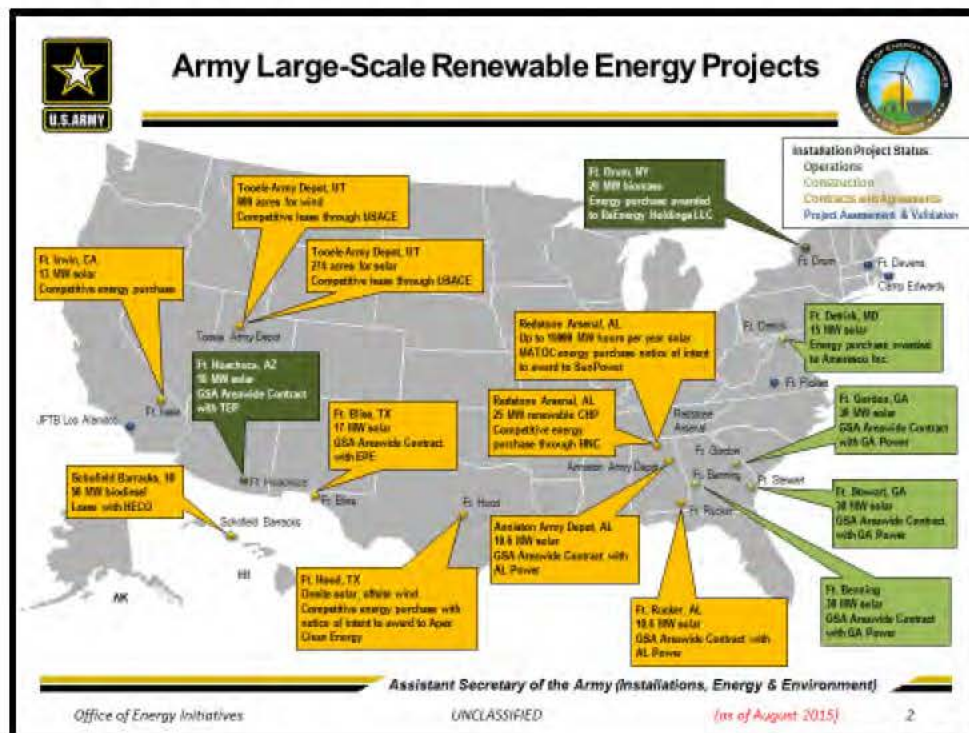 Army Large-Scale Renewable Energy Projects
U.S.ARMY
Installation Project Status:
Operations
Construction
Contracts and Agreements
Project Assessment & Validation
Ft. Drum, NY
biomass
Energy purchase awarded
to ReEnergy Holdings LLC
Tooele Army Depot, UT
acres for wind
Competitive lease through USACE
Tooele Army Depot, UT
acres for solar
Competitive lease through USACE
Ft. Irwin, CA
MW solar
Competitive energy purchase
Ft. Drum
Ft. Devens
Camp Edwards
Tooele Army Depot
Redstone Arsenal, AL
Up to MW hours per year solar
MATOC energy purchase notice of intent
to award to SunPower
Ft. Detrick
Ft. Detrick, MD
15 MW solar
Energy purchase awarded
to Ameresco Inc.
Ft. Huachuca, AZ
MW solar
GSA Areawide Contract
with TEP
Ft. Irwin
JFTB Los Alamitos
Ft. Pickett
Ft. Bliss, TX
17 MW solar
GSA Areawide Contract
with EPE
Redstone Arsenal, AL
25 MW renewable CHP
Competitive energy
purchase through HNC
Redstone
Arsenal
Ft. Gordon, GA
30 MW solar
GSA Areawide Contract
with GA Power
Ft. Gordon
Anniston Army Depot
Ft. Benning
Ft. Stewart
Ft. Huachuca
Ft. Bliss
Ft. Hood
Ft. Rucker
Schofield Barracks, HI
50 MW biodiesel
Lease with HECO
Schofield Barracks
Anniston Army Depot, AL
10.6 MW solar
GSA Areawide Contract with
AL Power
Ft. Stewart, GA
30 MW solar
GSA Areawide Contract
with GA Power
AK
HI
Ft. Hood, TX
Onsite solar, offsite wind
Competitive energy purchase with
notice of intent to award to Apex
Clean Energy
Ft. Rucker, AL
10.6 MW solar
GSA Areawide Contract with
AL Power
Ft. Benning
30 MW solar
GSA Areawide Contract
with GA Power
Assistant Secretary of the Army (Installations, Energy & Environment)
Office of Energy Initiatives
UNCLASSIFIED
(as of August 2015)
2